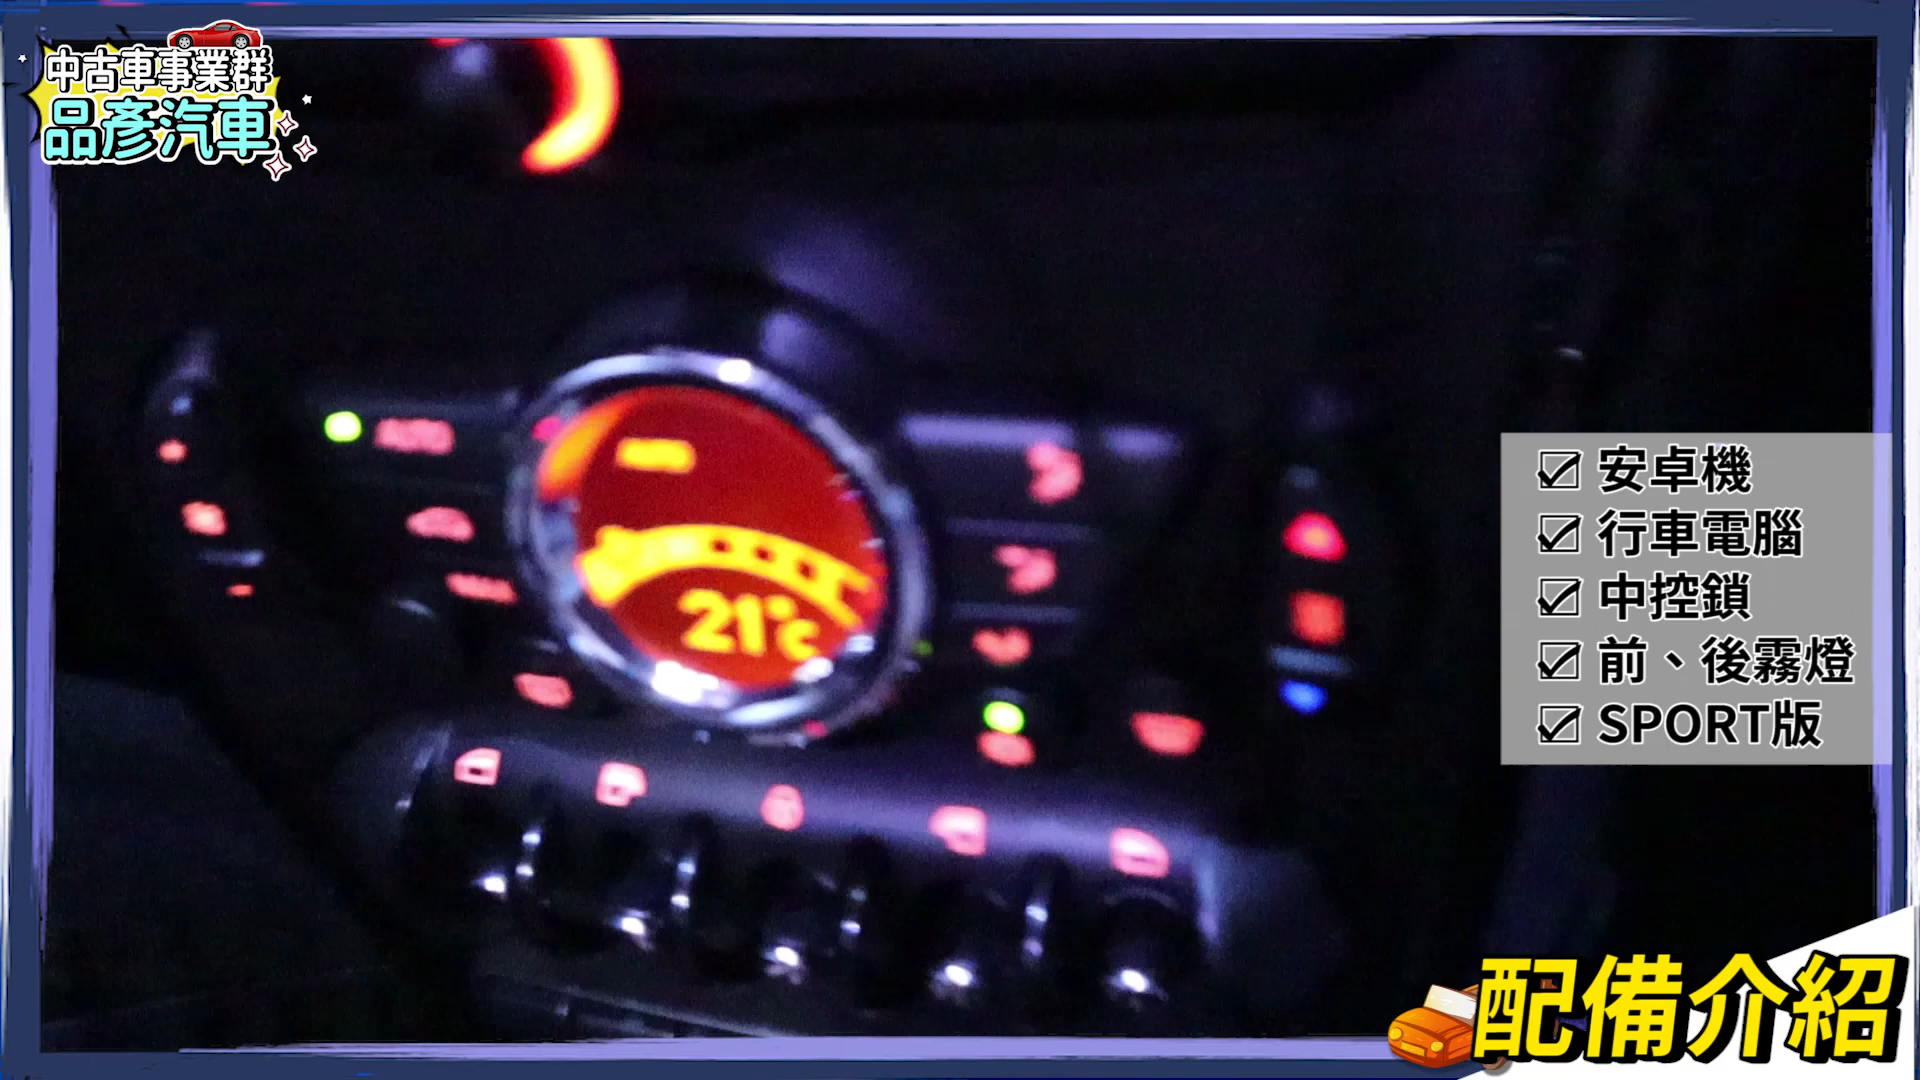 中古車事業群
品彥汽車
AUTO
21°c
安卓機
行車電腦
中控鎖
前、後霧燈
SPORT版
配備介紹